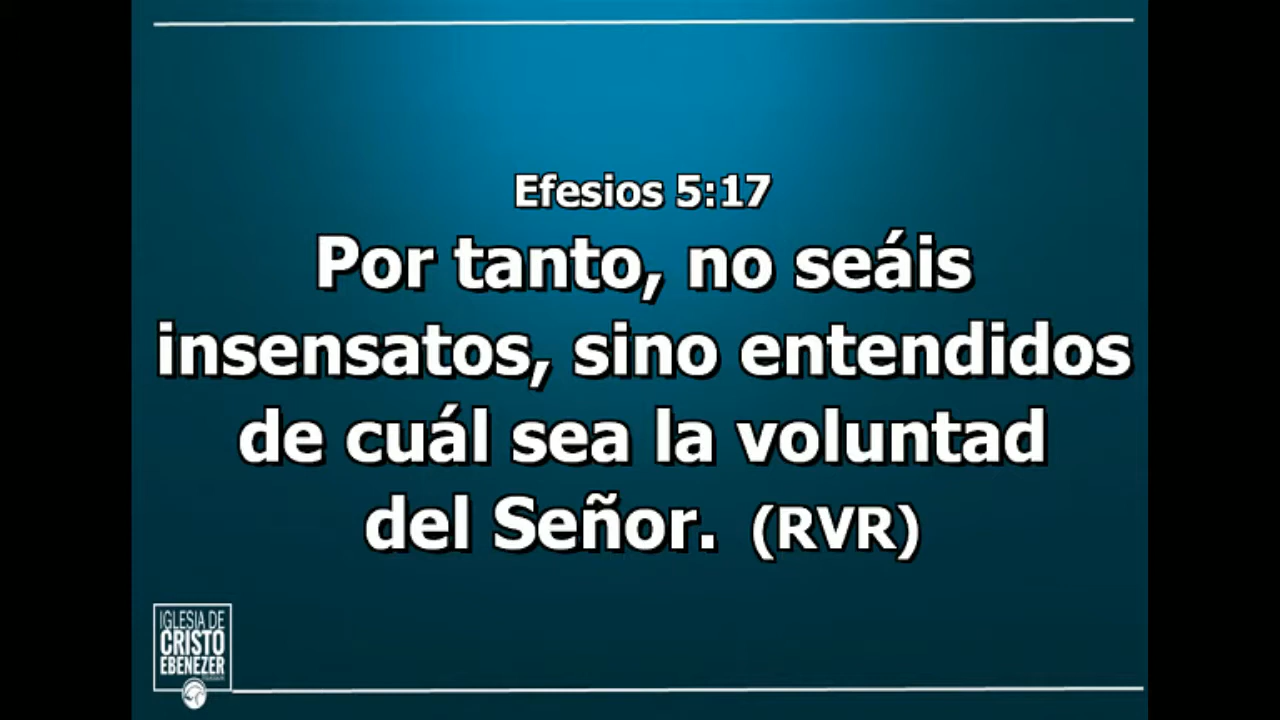 Efesios 5:17
Por tanto, no seáis
insensatos, sino entendidos
de cuál sea la voluntad
del Señor. (RVR)
IGLESIA DE
CRISTO
EBENEZER